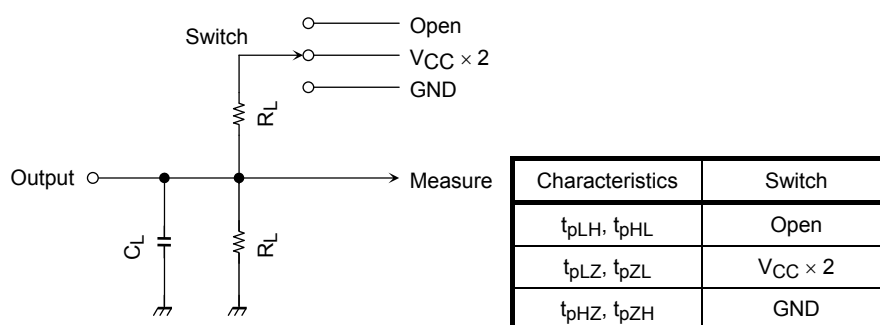 Switch
Open
VCC × 2
GND
RL
Output
Measure
CL
RL
Characteristics Switch
tpLH, tpHL Open
tpLZ, tpZL VCC × 2
tpHZ, tpZH GND